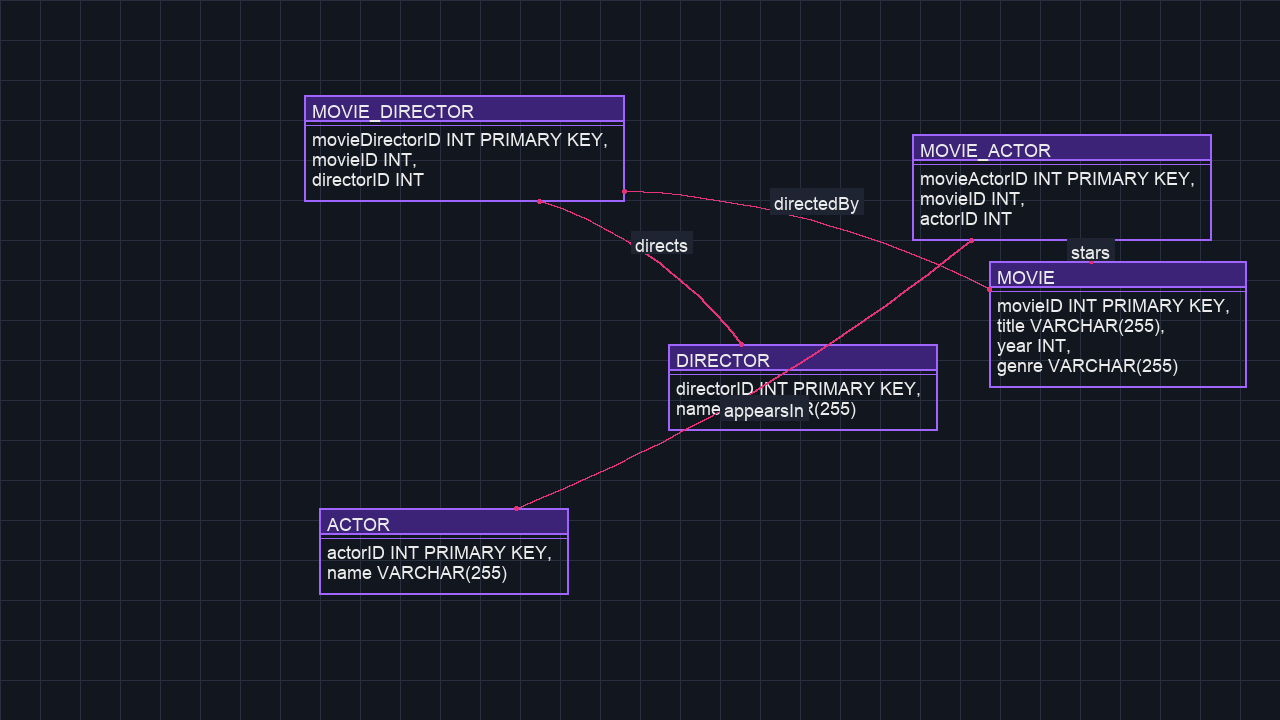 MOVIE_DIRECTOR
movieDirectorID INT PRIMARY KEY,
movieID INT,
directorID INT
MOVIE_ACTOR
movieActorID INT PRIMARY KEY,
movieID INT,
actorID INT
directedBy
directs
stars
MOVIE
movieID INT PRIMARY KEY,
title VARCHAR(255),
year INT,
genre VARCHAR(255)
DIRECTOR
directorID INT PRIMARY KEY,
name (255)
appearsIn
ACTOR
actorID INT PRIMARY KEY,
name VARCHAR(255)